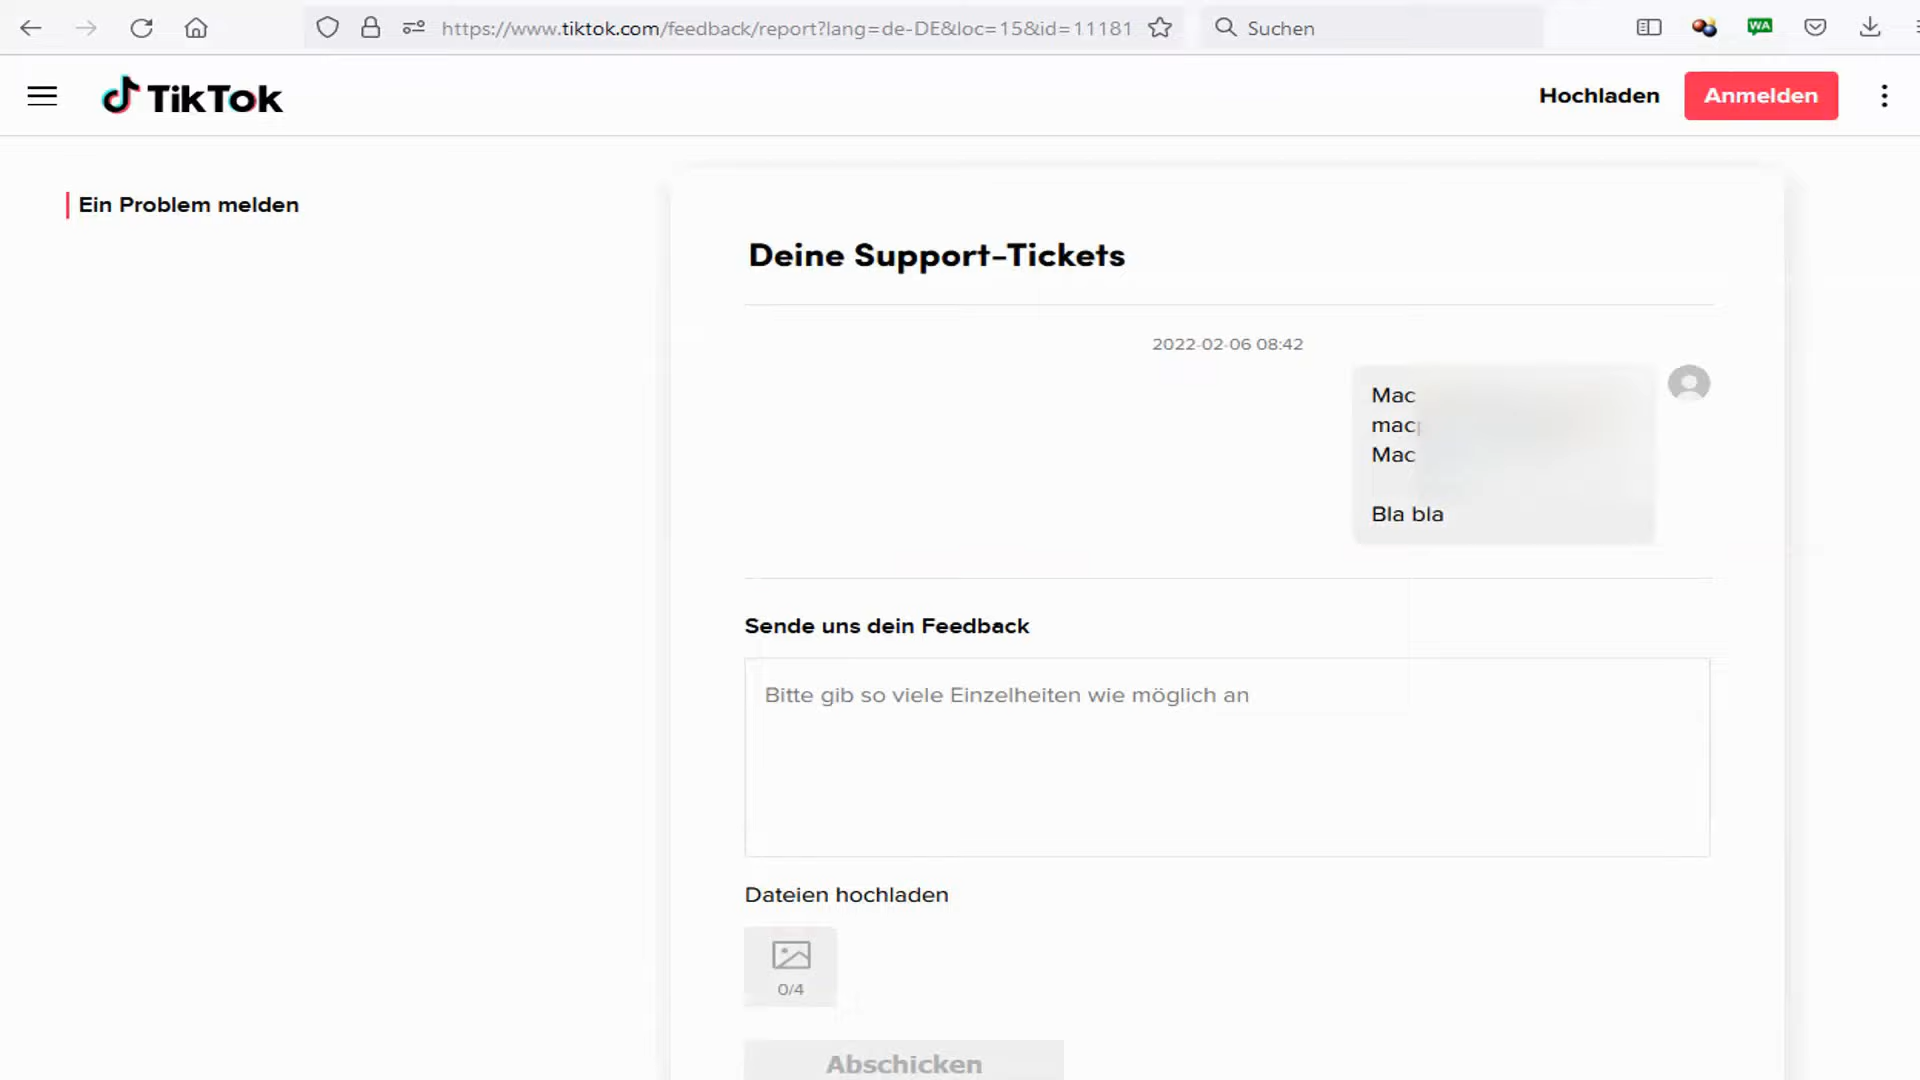 https://www.tiktok.com/feedback/report?lang=de-DE&loc=15&id=11181
Suchen
WA
TikTok
Hochladen
Anmelden
Ein Problem melden
Deine Support-Tickets
2022-02-06 08:42
Mac
mac
Mac
Bla bla
Sende uns dein Feedback
Bitte gib so viele Einzelheiten wie möglich an
Dateien hochladen
0/4
Abschicken